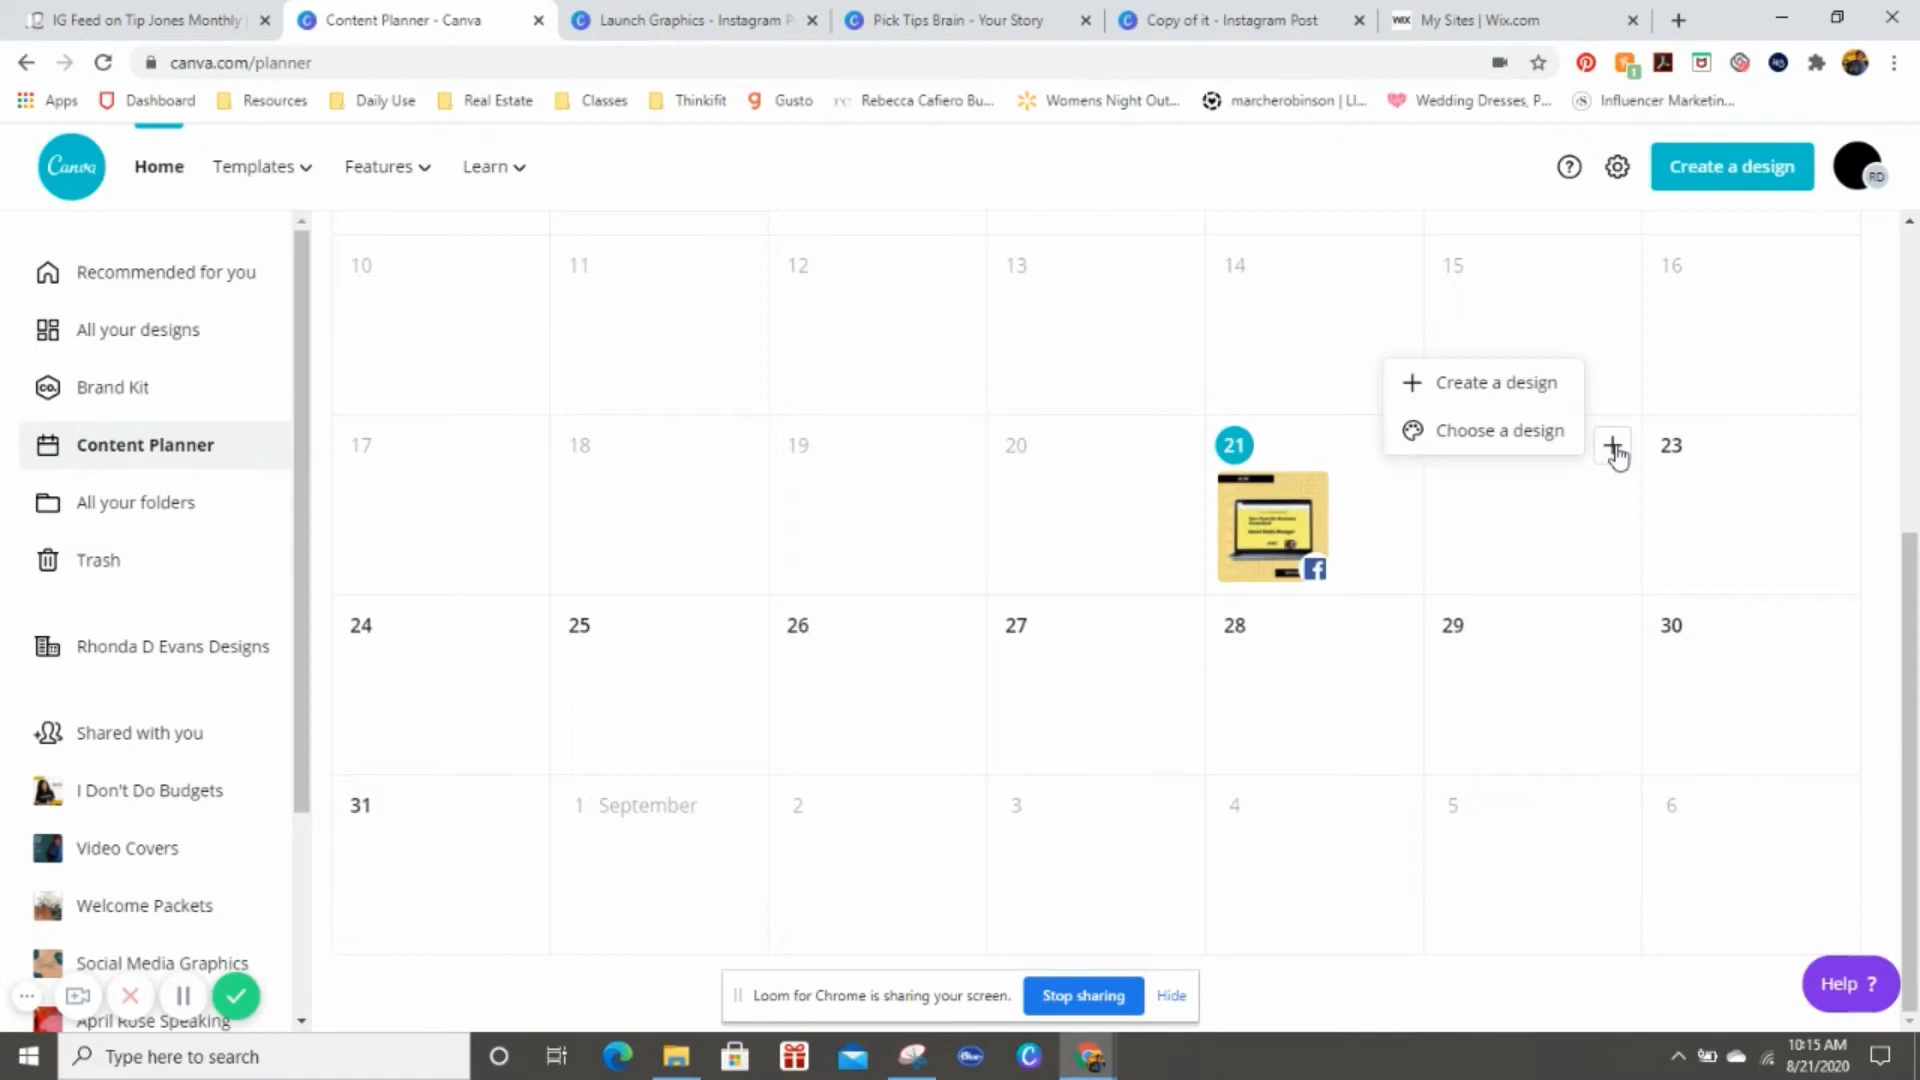 IG Feed on Tip Jones Monthly
Content Planner - Canva
Launch Graphics - Instagram P
Pick Tips Brain - Your Story
Copy of it - Instagram Post
WIX My Sites | Wix.com
canva.com/planner
1
Apps
Dashboard
Resources
Daily Use
Real Estate
Classes
Thinkifit
Gusto
rc Rebecca Cafiero Bu...
Womens Night Out...
marcherobinson | LI...
Wedding Dresses, P...
Influencer Marketin...
Canva
Home
Templates
Features
Learn
?
Create a design
RD
Recommended for you
All your designs
CO. Brand Kit
Content Planner
All your folders
Trash
Rhonda D Evans Designs
Shared with you
I Don't Do Budgets
Video Covers
Welcome Packets
Social Media Graphics
April Rose Speaking
10 11 12 13 14 15 16
Create a design
Choose a design
17 18 19 20 21 23
24 25 26 27 28 29 30
31 1 September 2 3 4 5 6
Loom for Chrome is sharing your screen.
Stop sharing
Hide
Help ?
Type here to search
10:15 AM
8/21/2020